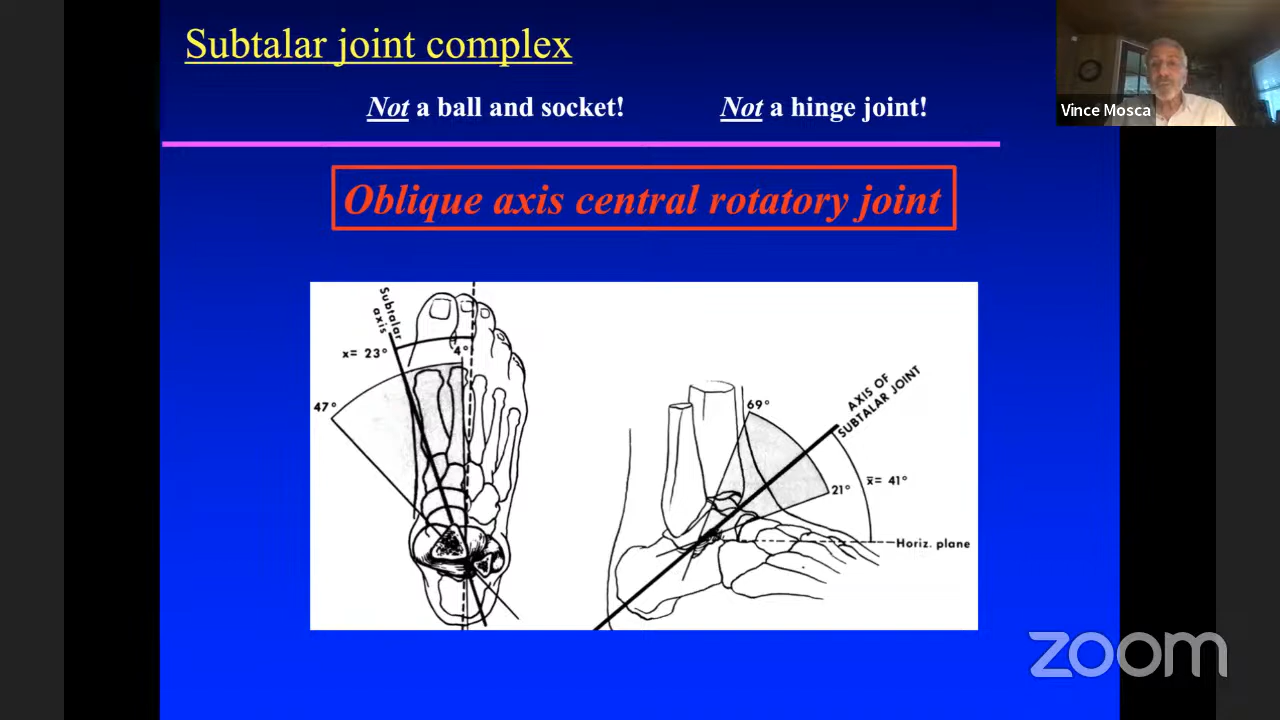 Subtalar joint complex
Not a ball and socket!
Not a hinge joint!
Vince Mosca
Oblique axis central rotatory joint
Subtalar
axis
x= 23°
4°
47°
69°
AXIS OF
SUBTALAR JOINT
21°
x̄= 41°
Horiz. plane
zoom